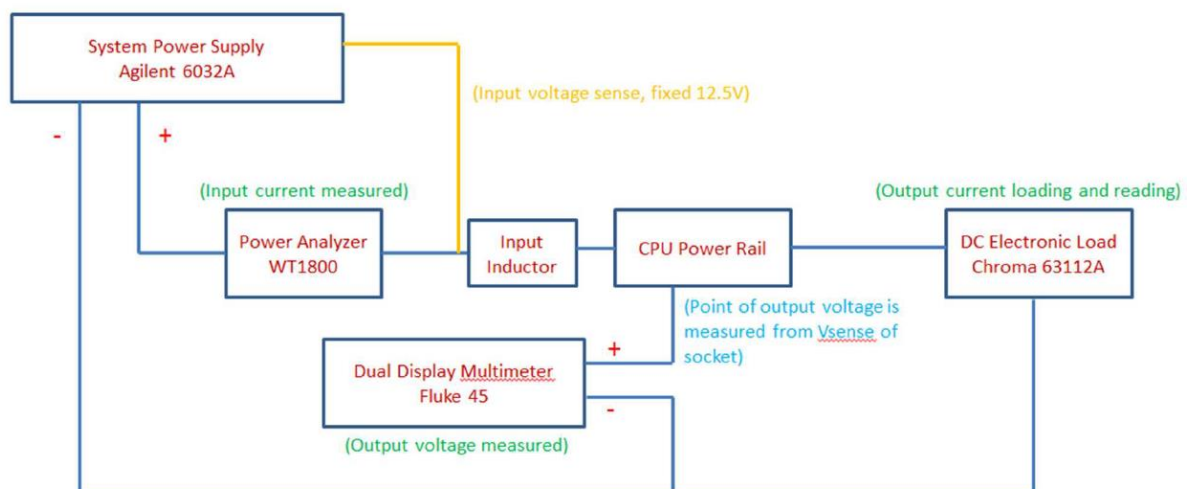 System Power Supply
Agilent 6032A
(Input voltage sense, fixed 12.5V)
-
+
(Input current measured)
(Output current loading and reading)
Power Analyzer
WT1800
Input
Inductor
CPU Power Rail
DC Electronic Load
Chroma 63112A
(Point of output voltage is
measured from Vsense of
socket)
+
Dual Display Multimeter
Fluke 45
-
(Output voltage measured)